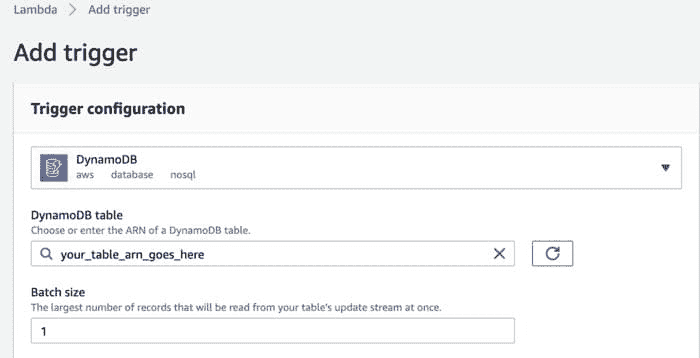 Lambda > Add trigger
Add trigger
Trigger configuration
DynamoDB
aws database nosql
DynamoDB table
Choose or enter the ARN of a DynamoDB table.
your_table_arn_goes_here
Batch size
The largest number of records that will be read from your table's update stream at once.
1